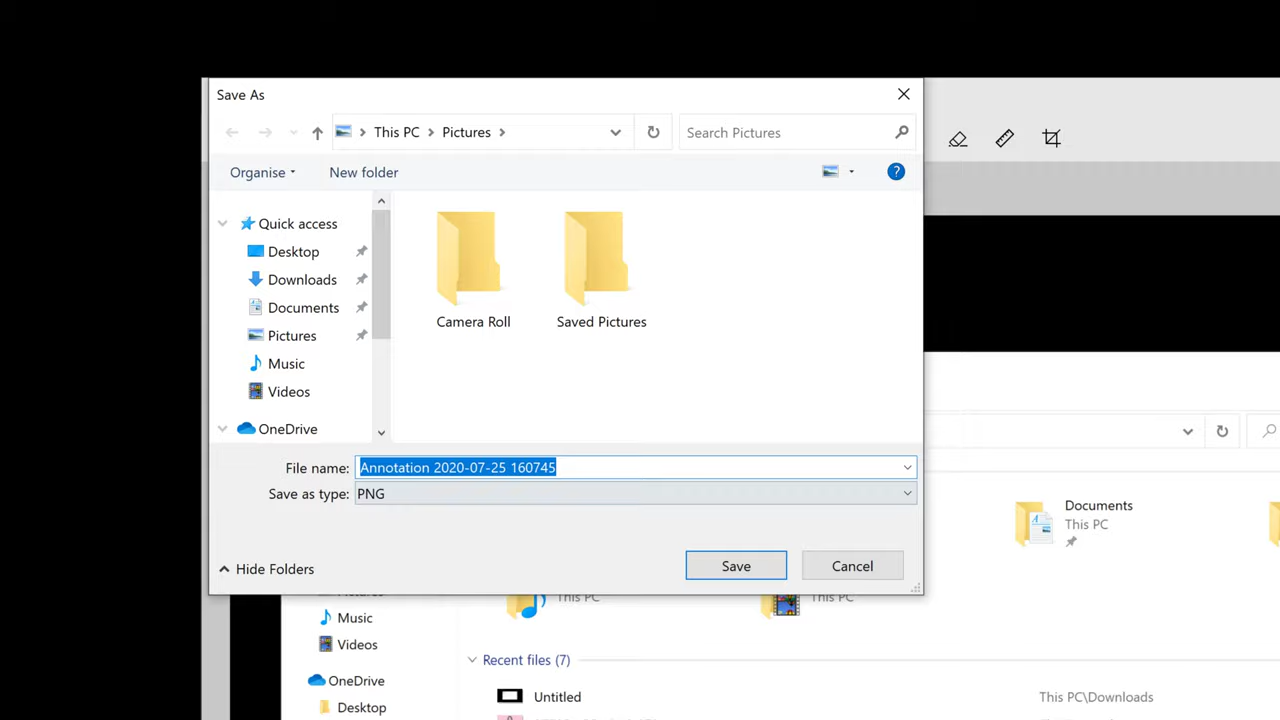 Save As
This PC
Pictures
Search Pictures
Organise
New folder
?
Quick access
Desktop
Downloads
Documents
Pictures
Music
Videos
OneDrive
Camera Roll
Saved Pictures
File name: Annotation 2020-07-25 160745
Save as type: PNG
Hide Folders
Save
Cancel
Documents
This PC
This PC
This PC
Music
Videos
OneDrive
Desktop
Recent files (7)
Untitled
This PC\Downloads